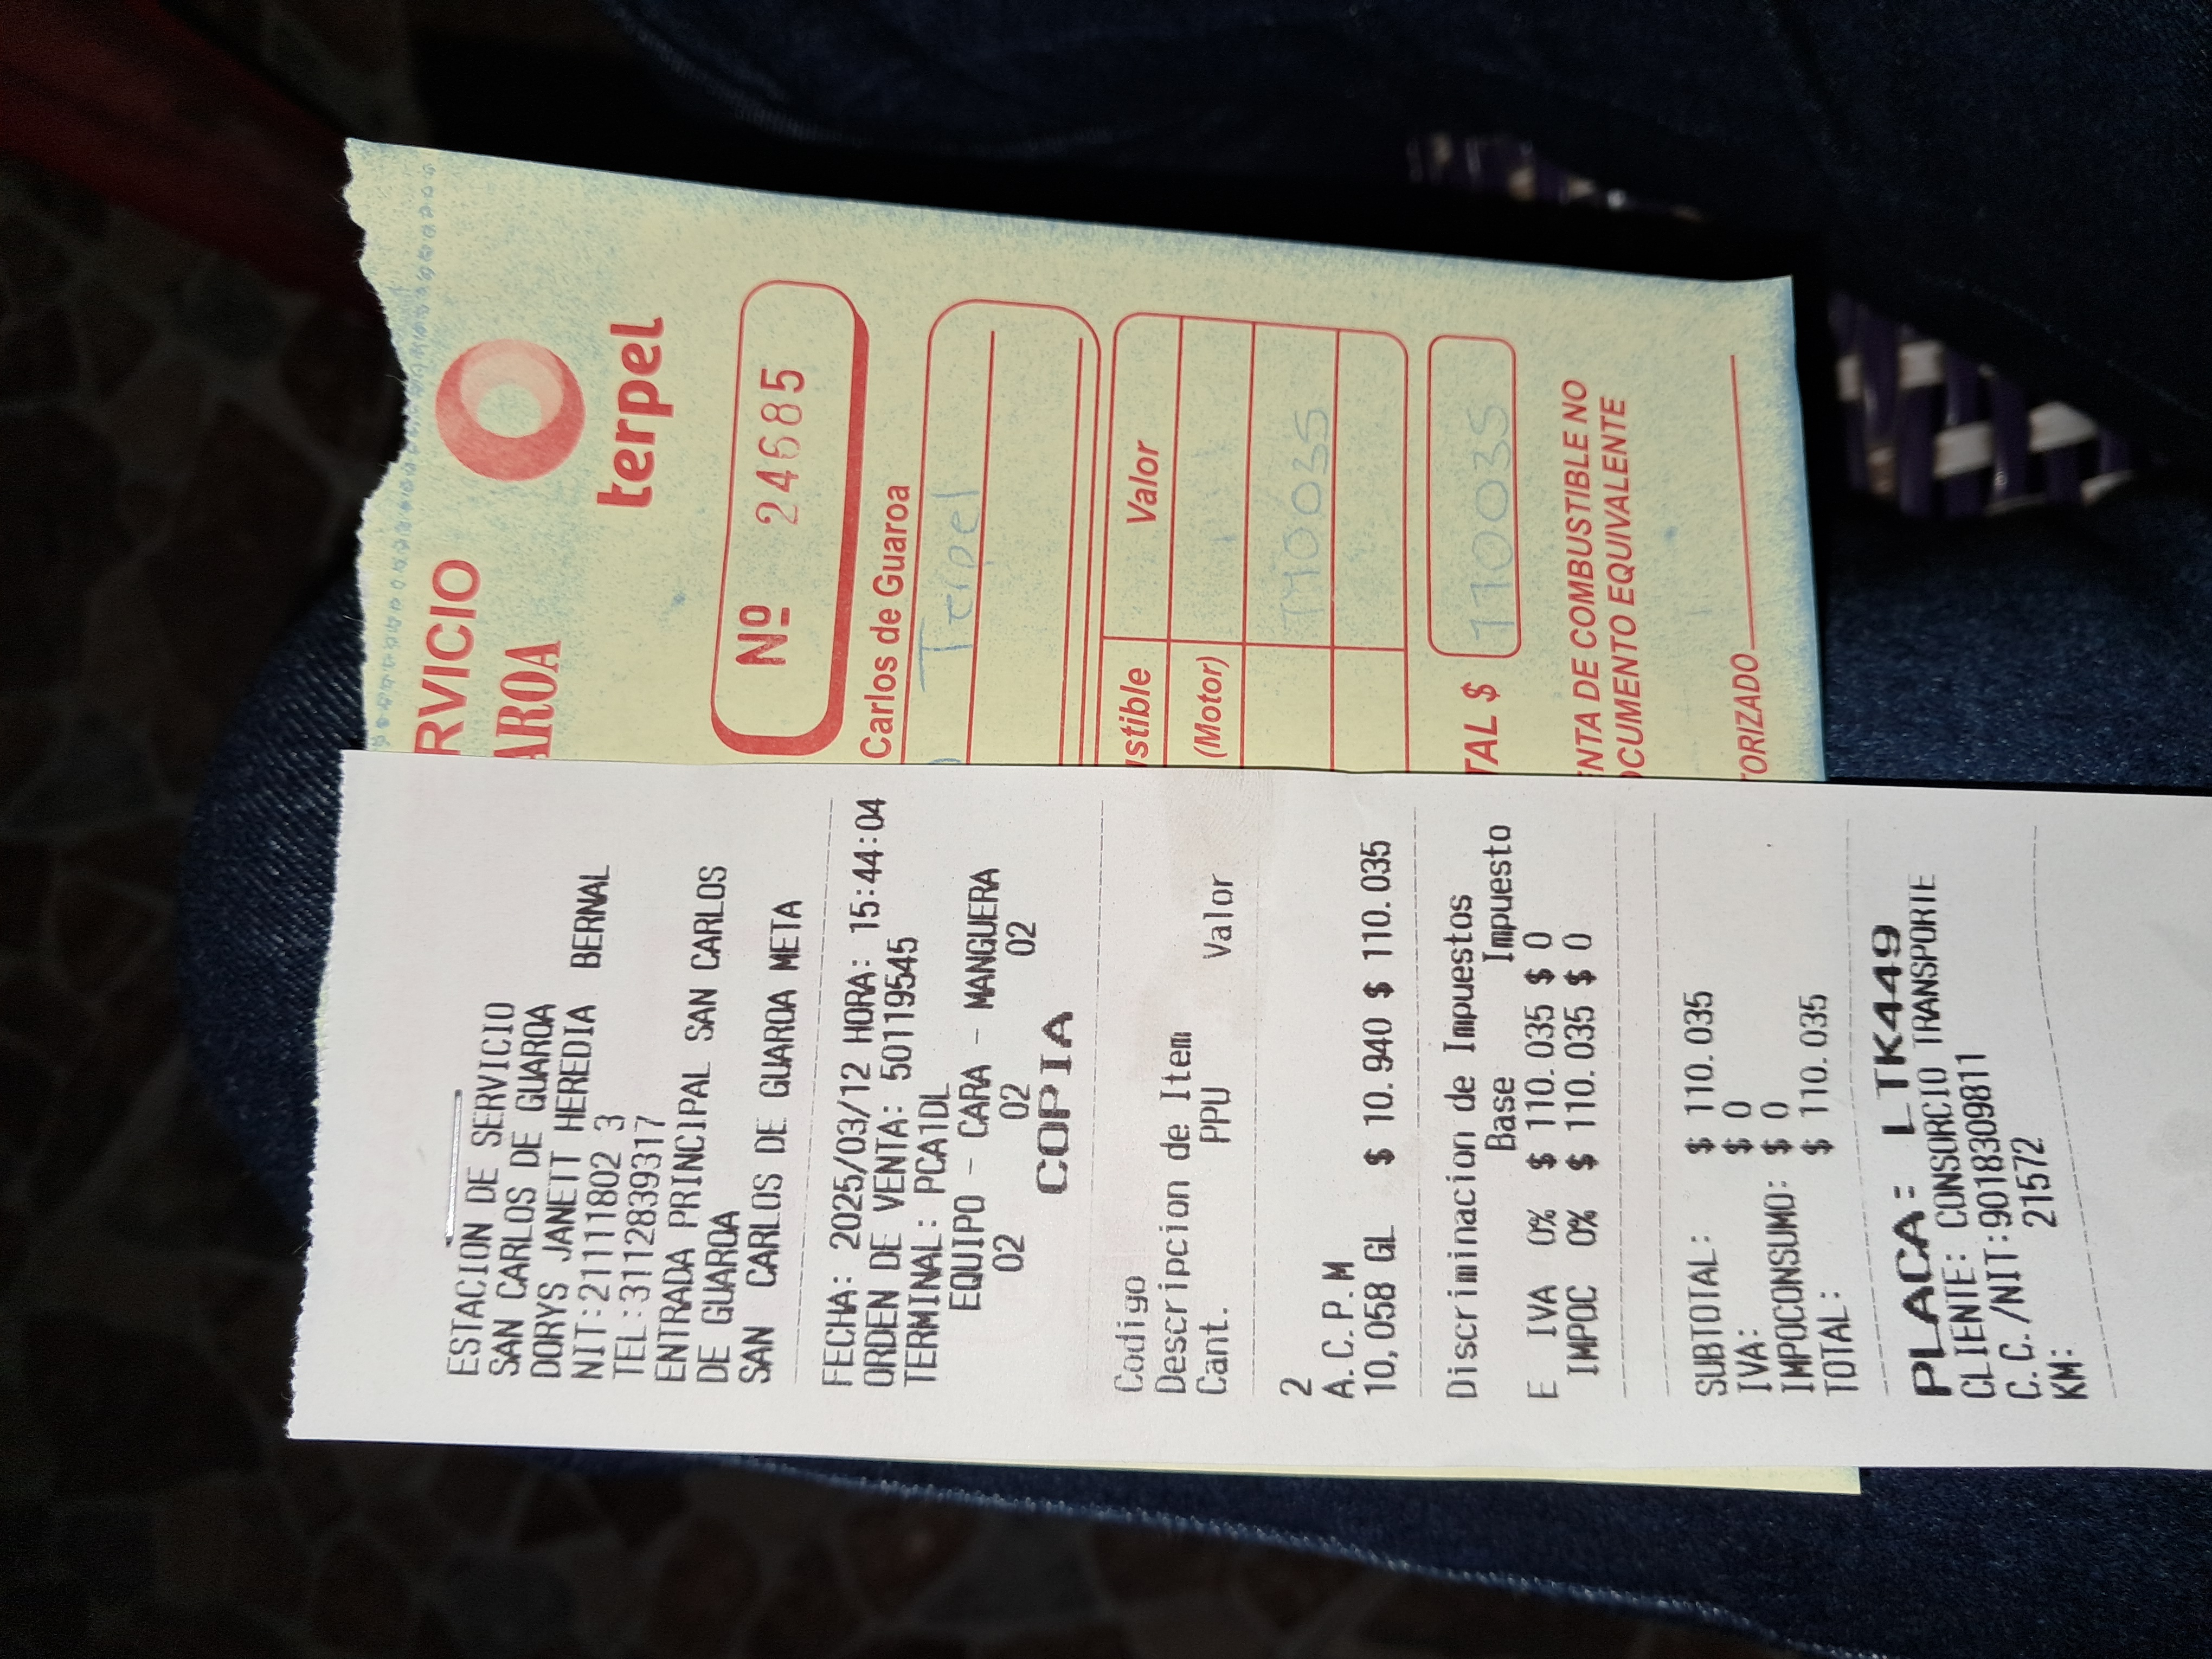 RVICIO
AROA
terpel
Nº 24685
Carlos de Guaroa
Terpel
stible Valor
(Motor)
110035
TAL $ 110035
NTA DE COMBUSTIBLE NO
CUMENTO EQUIVALENTE
TORIZADO
ESTACION DE SERVICIO
SAN CARLOS DE GUAROA
DORYS JANETT HEREDIA BERNAL
NIT:21111802 3
TEL:3112839317
ENTRADA PRINCIPAL SAN CARLOS
DE GUAROA
SAN CARLOS DE GUAROA META
FECHA: 2025/03/12 HORA: 15:44:04
ORDEN DE VENTA: 50119545
TERMINAL: PCA1DL
EQUIPO - CARA - MANGUERA
02 02 02
COPIA
Codigo
Descripcion de Item
Cant. PPU Valor
2
A.C.P.M
10,058 GL $ 10.940 $ 110.035
Discriminacion de Impuestos
Base Impuesto
E IVA 0% $ 110.035 $ 0
IMPOC 0% $ 110.035 $ 0
SUBTOTAL: $ 110.035
IVA: $ 0
IMPOCONSUMO: $ 0
TOTAL: $ 110.035
PLACA: LTK449
CLIENTE: CONSORCIO TRANSPORTE
C.C./NIT:9018309811
KM: 21572